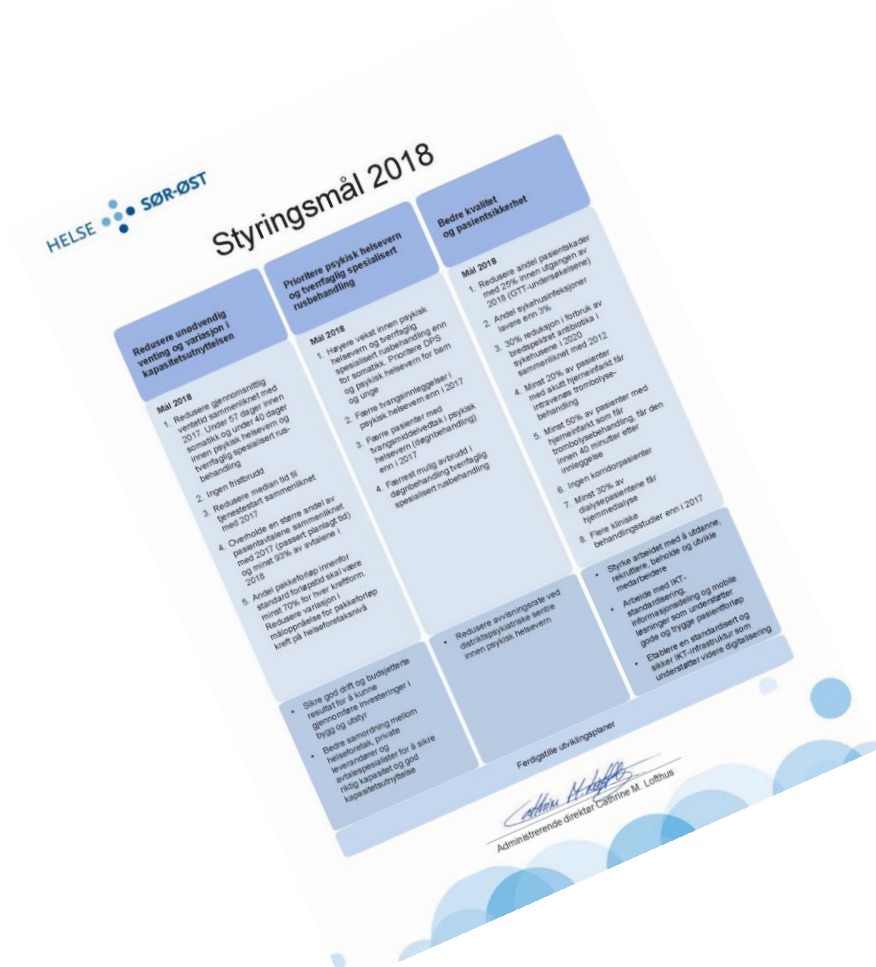 HELSE SØR-ØST
Styringsmål 2018
Redusere unødvendig
venting og variasjon i
kapasitetsutnyttelsen
Mål 2018
1. Redusere gjennomsnittlig
ventetid sammenliknet med
2017. Under 57 dager innen
somatikk og under 40 dager
innen psykisk helsevern og
tverrfaglig spesialisert rus-
behandling
2. Ingen fristbrudd
3. Redusere median tid til
tjenestestart sammenliknet
med 2017
4. Overholde en større andel av
pasientavtalene sammenliknet
med 2017 (passert planlagt tid)
og minst 93% av avtalene i
2018
5. Andel pakkeforløp innenfor
standard forløpstid skal være
minst 70% for hver kreftform.
Redusere variasjon i
måloppnåelse for pakkeforløp
kreft på helseforetaksnivå
• Sikre god drift og budsjetterte
resultat for å kunne
gjennomføre investeringer i
bygg og utstyr
• Bedre samordning mellom
helseforetak, private
leverandører og
avtalespesialister for å sikre
riktig kapasitet og god
kapasitetsutnyttelse
Prioritere psykisk helsevern
og tverrfaglig spesialisert
rusbehandling
Mål 2018
1. Høyere vekst innen psykisk
helsevern og tverrfaglig
spesialisert rusbehandling enn
for somatikk. Prioritere DPS
og psykisk helsevern for barn
og unge
2. Færre tvangsinnleggelser i
psykisk helsevern enn i 2017
3. Færre pasienter med
tvangsmiddelvedtak i psykisk
helsevern (døgnbehandling)
enn i 2017
4. Færrest mulig avbrudd i
døgnbehandling tverrfaglig
spesialisert rusbehandling
• Redusere avvisningsrate ved
distriktspsykiatriske sentre
innen psykisk helsevern
Bedre kvalitet
og pasientsikkerhet
Mål 2018
1. Redusere andel pasientskader
med 25% innen utgangen av
2018 (GTT-undersøkelsene)
2. Andel sykehusinfeksjoner
lavere enn 3%
3. 30% reduksjon i forbruk av
bredspektret antibiotika i
sykehusene i 2020
sammenliknet med 2012
4. Minst 20% av pasienter
med akutt hjerneinfarkt får
intravenøs trombolyse-
behandling
5. Minst 50% av pasienter med
hjerneinfarkt som får
trombolysebehandling, får den
innen 40 minutter etter
innleggelse
6. Ingen korridorpasienter
7. Minst 30% av
dialysepasientene får
hjemmedialyse
8. Flere kliniske
behandlingsstudier enn i 2017
• Styrke arbeidet med å utdanne,
rekruttere, beholde og utvikle
medarbeidere
• Arbeide med IKT-
standardisering,
informasjonsdeling og mobile
løsninger som understøtter
gode og trygge pasientforløp
• Etablere en standardisert og
sikker IKT-infrastruktur som
understøtter videre digitalisering
Ferdigstille utviklingsplaner
Cathrine M. Lofthus
Administrerende direktør Cathrine M. Lofthus